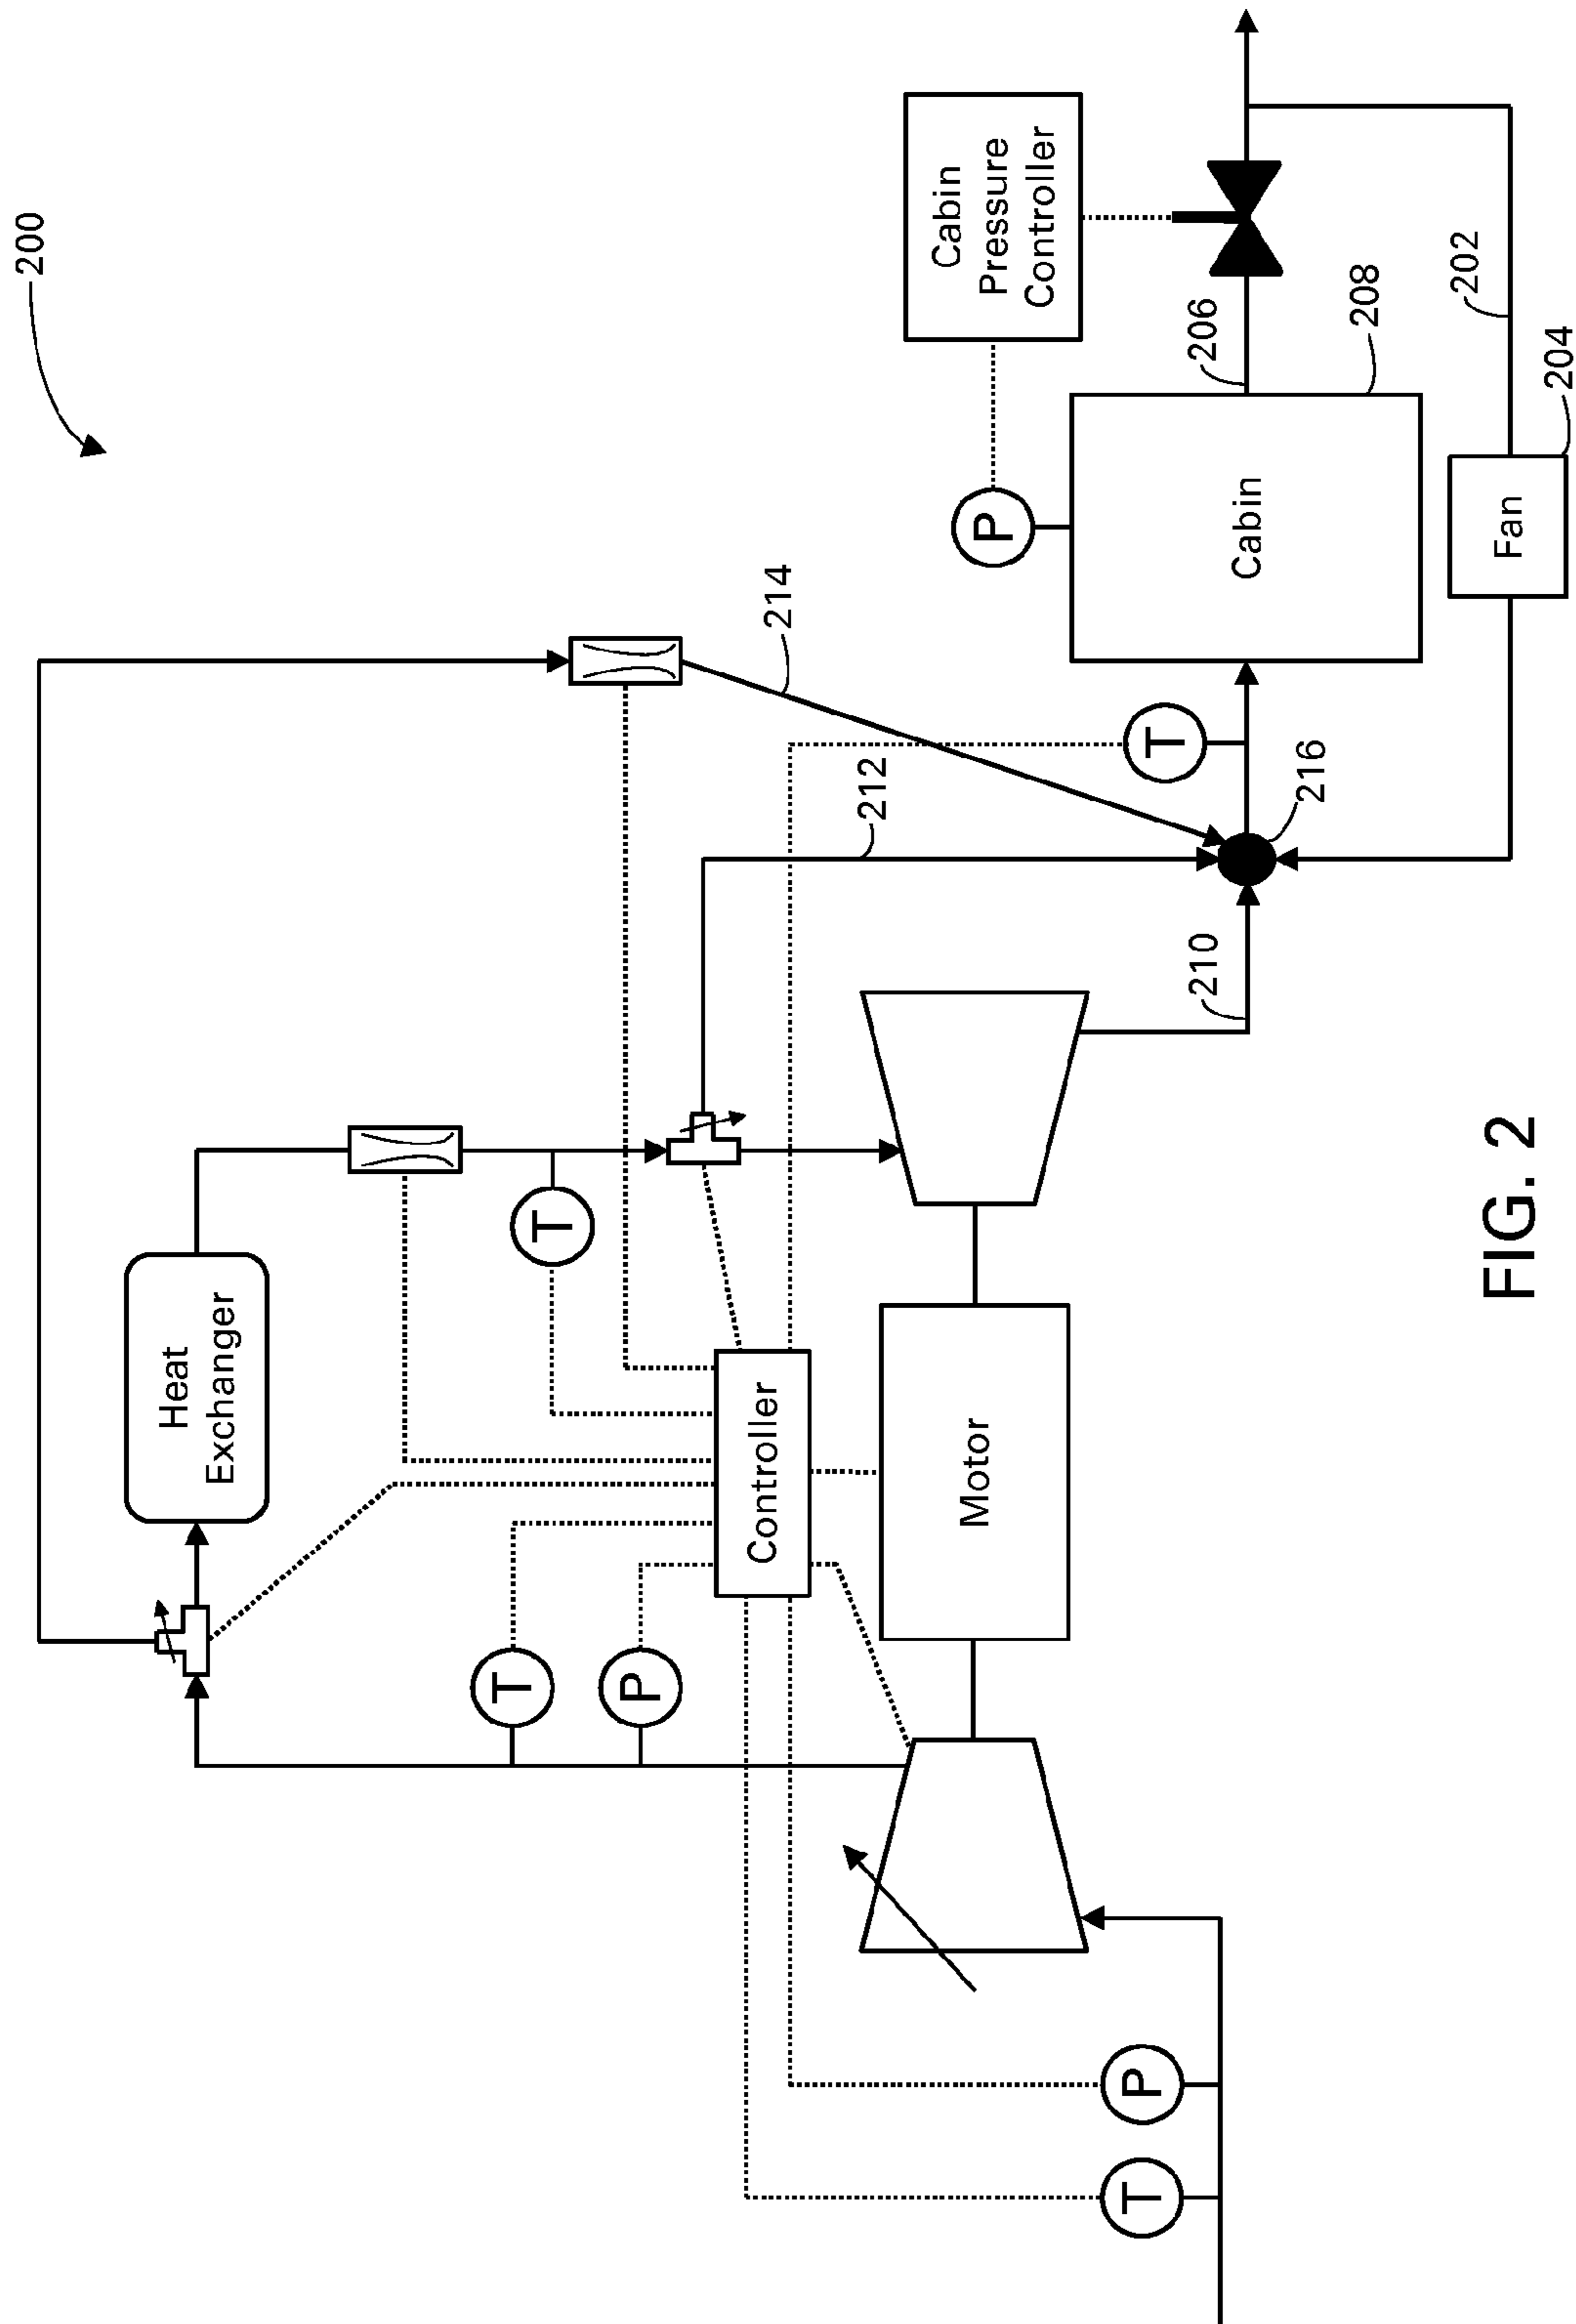 200
Heat
Exchanger
T
P
T
Controller
Motor
T
P
210
212
214
T
216
P
Cabin
Pressure
Controller
206
Cabin
208
202
Fan
204
FIG. 2